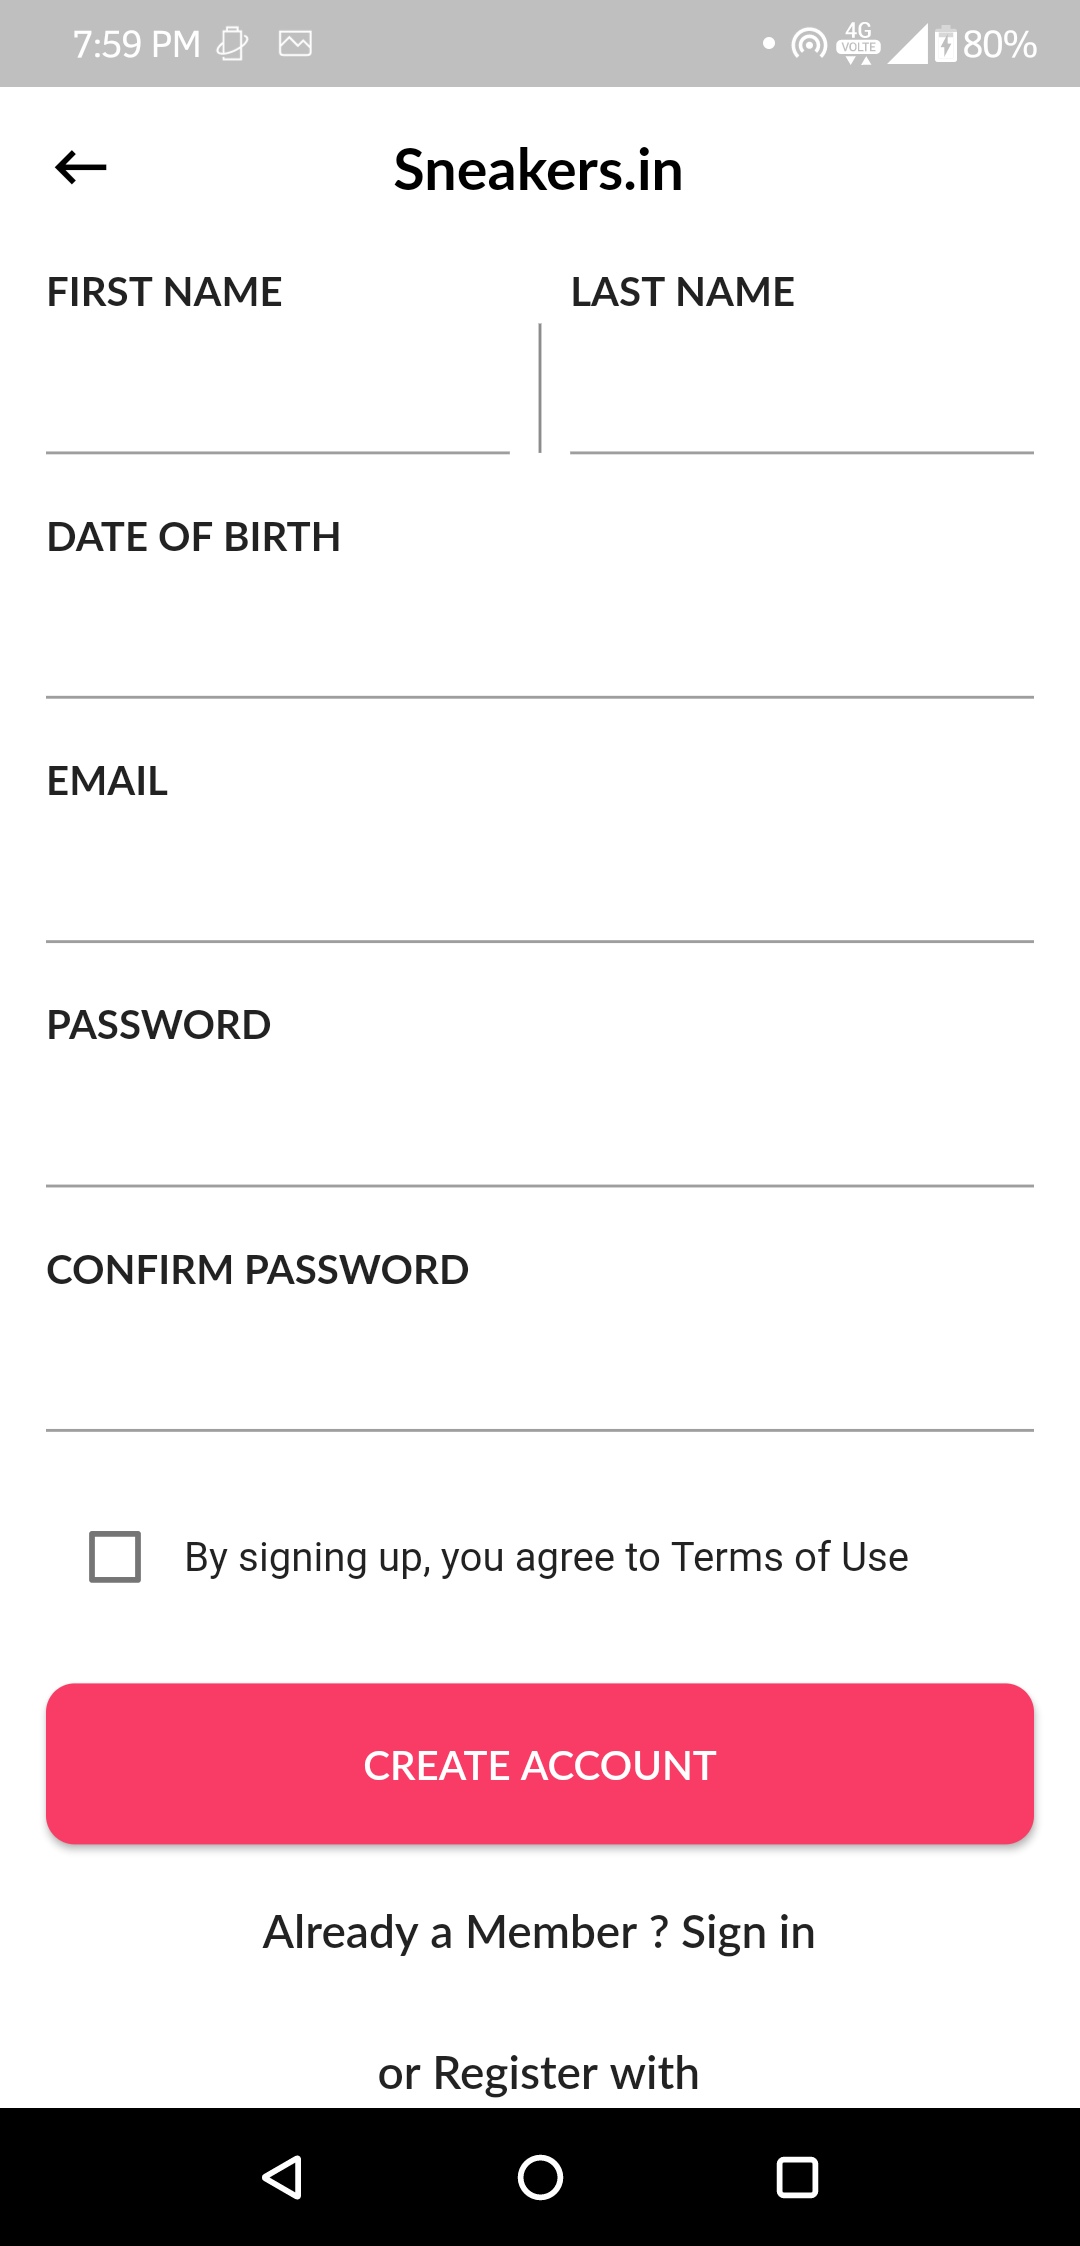 7:59 PM
4G
VOLTE
80%
Sneakers.in
FIRST NAME
LAST NAME
DATE OF BIRTH
EMAIL
PASSWORD
CONFIRM PASSWORD
By signing up, you agree to Terms of Use
CREATE ACCOUNT
Already a Member ? Sign in
or Register with